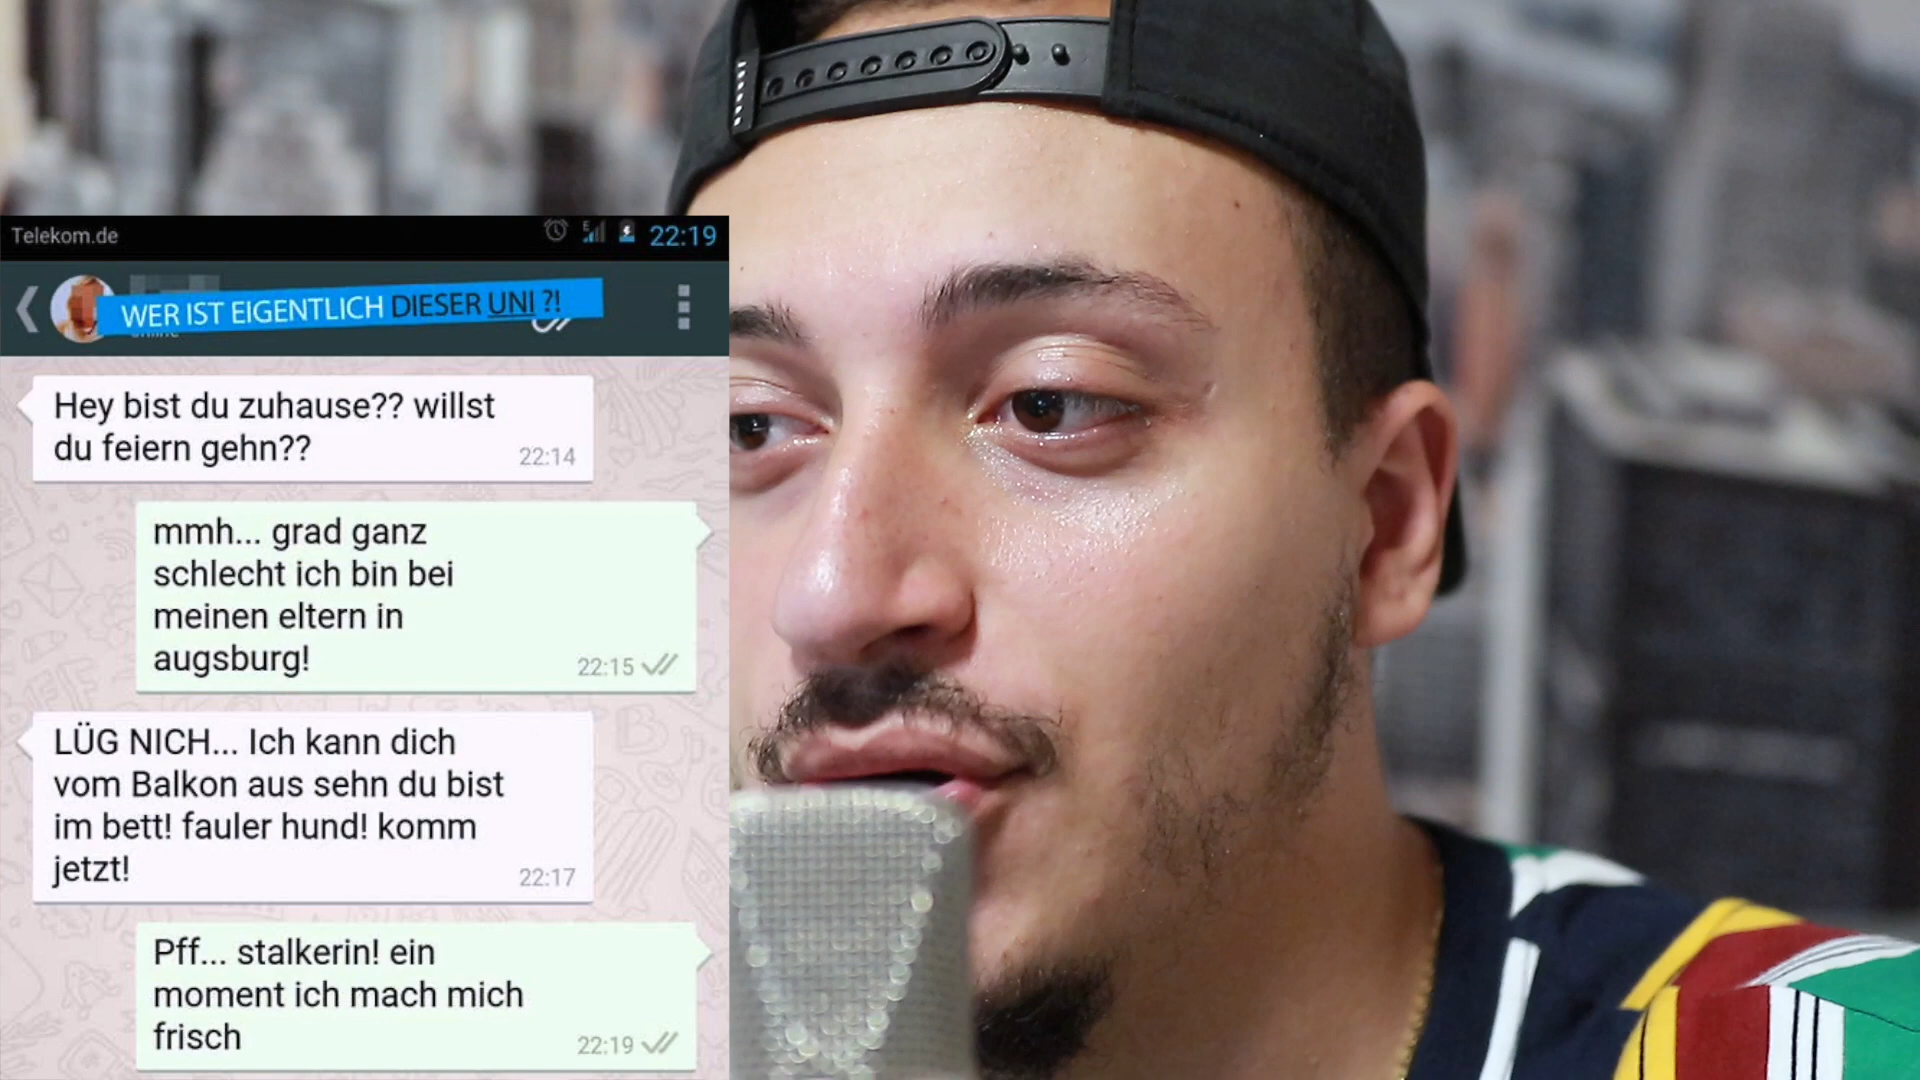 Telekom.de
22:19
WER IST EIGENTLICH DIESER UNI ?!
Hey bist du zuhause?? willst
du feiern gehn??
22:14
mmh... grad ganz
schlecht ich bin bei
meinen eltern in
augsburg!
22:15
LÜG NICH... Ich kann dich
vom Balkon aus sehn du bist
im bett! fauler hund! komm
jetzt!
22:17
Pff... stalkerin! ein
moment ich mach mich
frisch
22:19